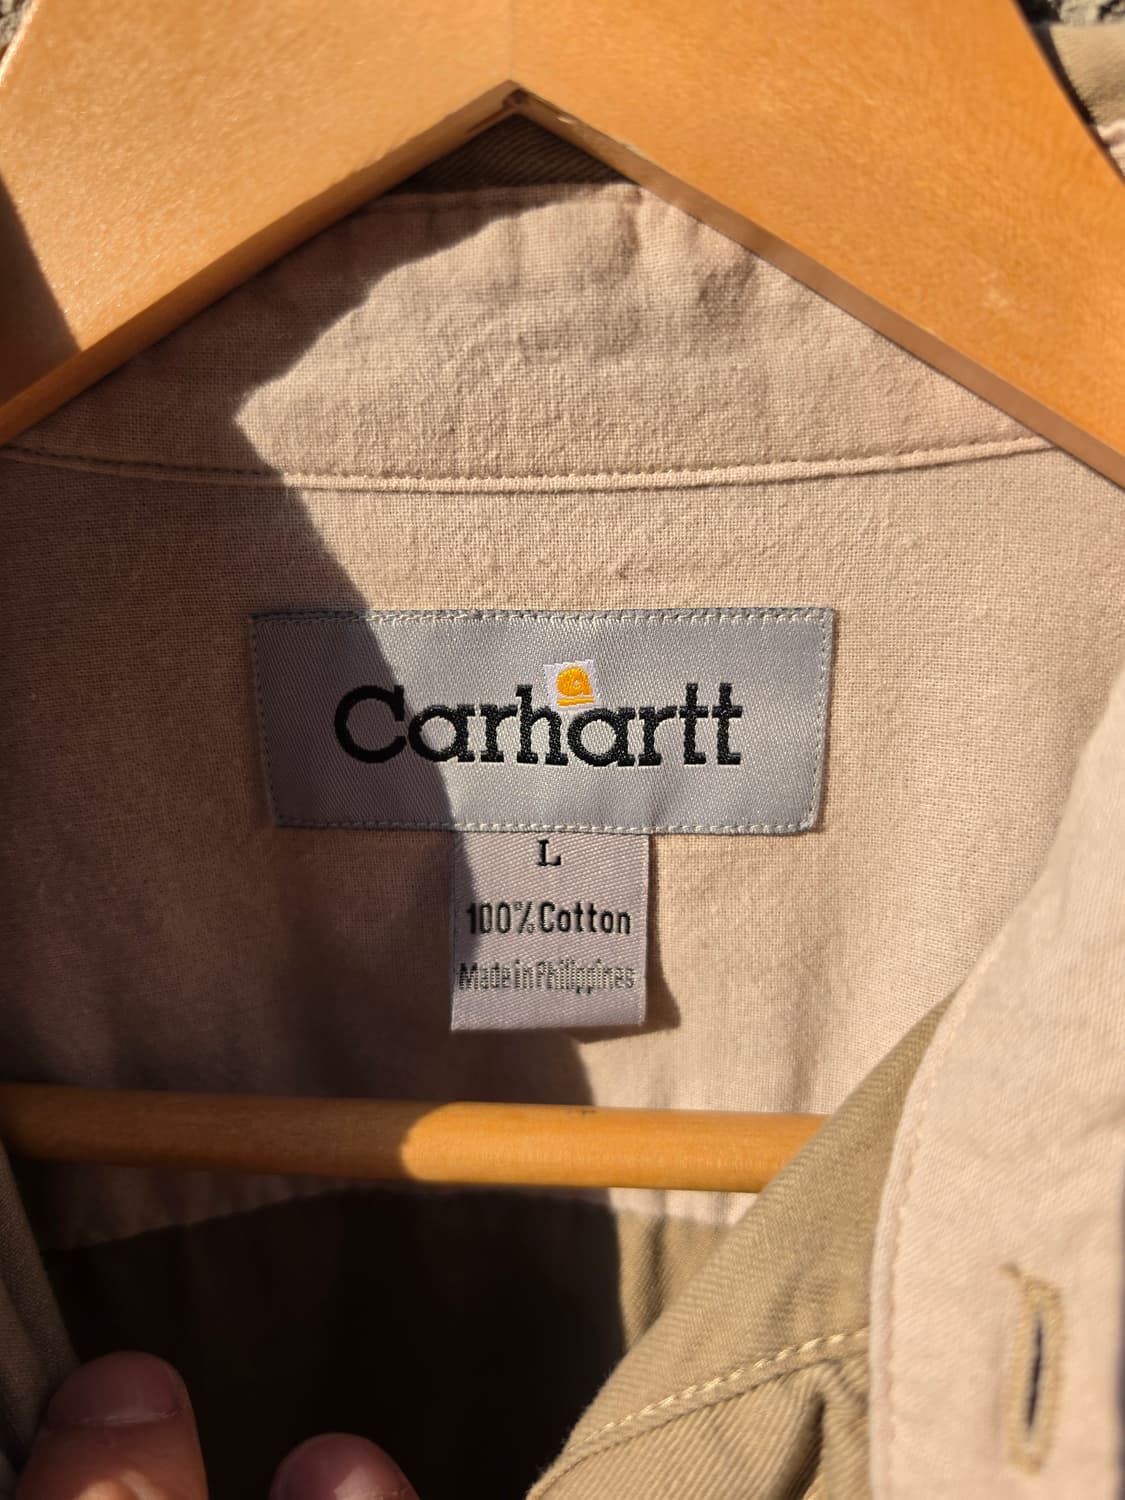 Carhartt
L
100% Cotton
Made in Philippines